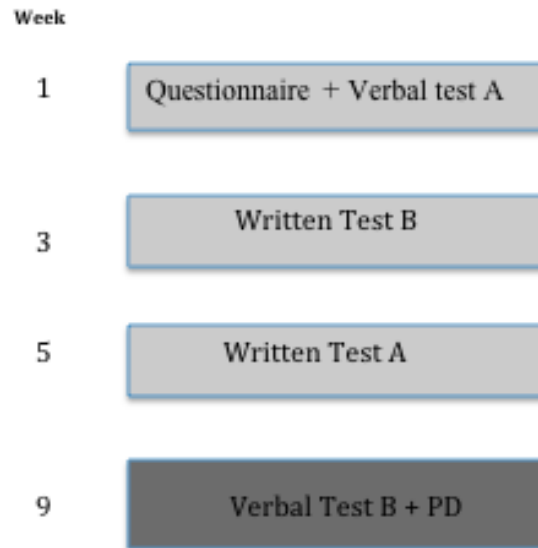 Week
1 Questionnaire + Verbal test A
3 Written Test B
5 Written Test A
9 Verbal Test B + PD